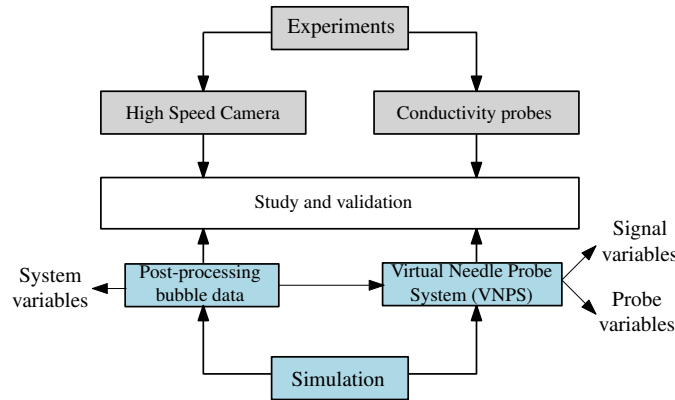 Experiments
High Speed Camera
Conductivity probes
Study and validation
System
variables
Post-processing
bubble data
Virtual Needle Probe
System (VNPS)
Signal
variables
Probe
variables
Simulation